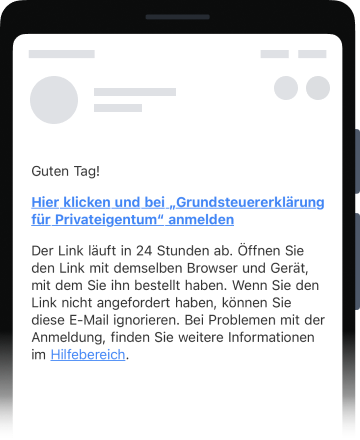 Guten Tag!
Hier klicken und bei „Grundsteuererklärung
für Privateigentum“ anmelden
Der Link läuft in 24 Stunden ab. Öffnen Sie
den Link mit demselben Browser und Gerät,
mit dem Sie ihn bestellt haben. Wenn Sie den
Link nicht angefordert haben, können Sie
diese E-Mail ignorieren. Bei Problemen mit der
Anmeldung, finden Sie weitere Informationen
im Hilfebereich.